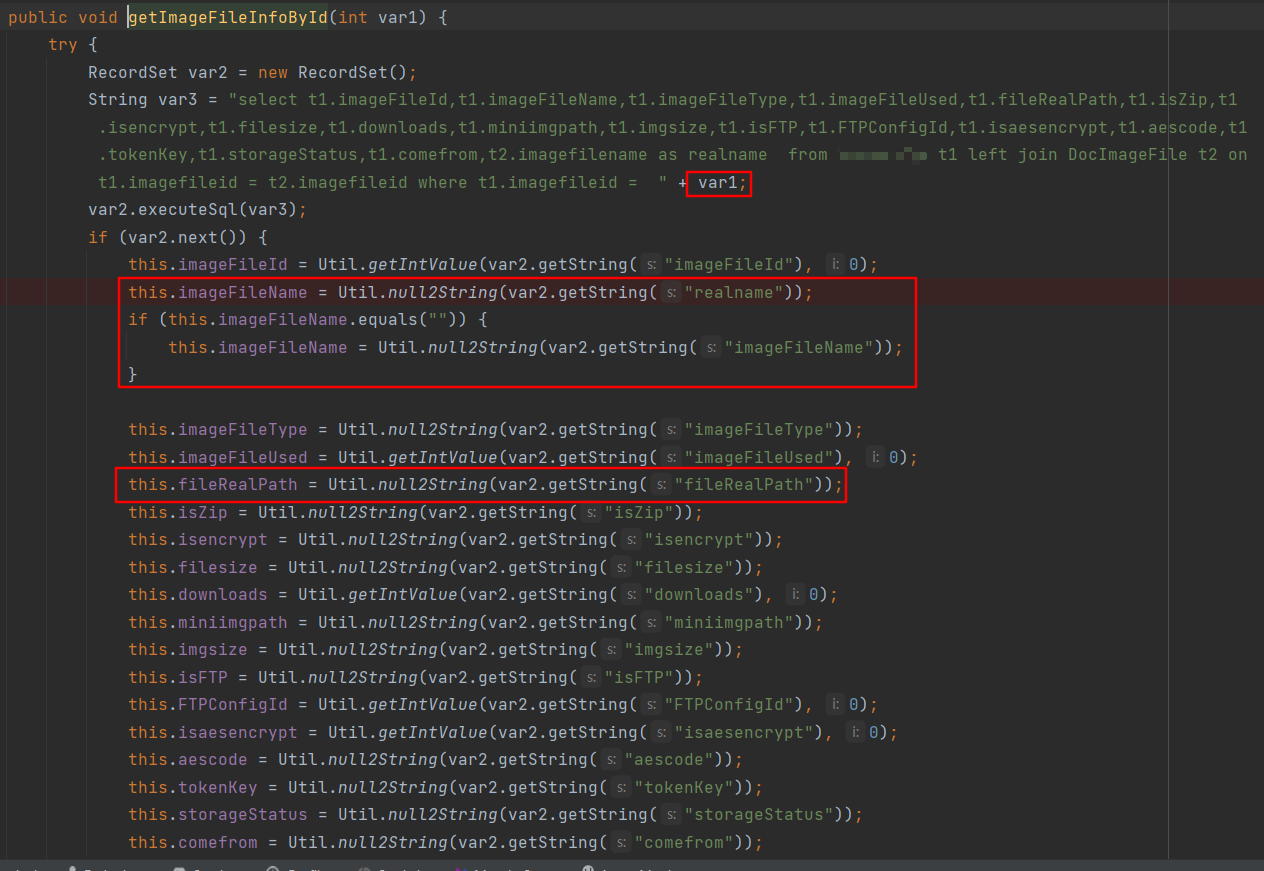 public void getImageFileInfoById(int var1) {
try {
RecordSet var2 = new RecordSet();
String var3 = "select t1.imageFileId,t1.imageFileName,t1.imageFileType,t1.imageFileUsed,t1.fileRealPath,t1.isZip,t1
.isencrypt,t1.filesize,t1.downloads,t1.miniimgpath,t1.imgsize,t1.isFTP,t1.FTPConfigId,t1.isaesencrypt,t1.aescode,t1
.tokenKey,t1.storageStatus,t1.comefrom,t2.imagefilename as realname  from t1 left join DocImageFile t2 on
t1.imagefileid = t2.imagefileid where t1.imagefileid =  " + var1;
var2.executeSql(var3);
if (var2.next()) {
this.imageFileId = Util.getIntValue(var2.getString( s: "imageFileId"), i: 0);
this.imageFileName = Util.null2String(var2.getString( s: "realname"));
if (this.imageFileName.equals("")) {
this.imageFileName = Util.null2String(var2.getString( s: "imageFileName"));
}
this.imageFileType = Util.null2String(var2.getString( s: "imageFileType"));
this.imageFileUsed = Util.getIntValue(var2.getString( s: "imageFileUsed"), i: 0);
this.fileRealPath = Util.null2String(var2.getString( s: "fileRealPath"));
this.isZip = Util.null2String(var2.getString( s: "isZip"));
this.isencrypt = Util.null2String(var2.getString( s: "isencrypt"));
this.filesize = Util.null2String(var2.getString( s: "filesize"));
this.downloads = Util.getIntValue(var2.getString( s: "downloads"), i: 0);
this.miniimgpath = Util.null2String(var2.getString( s: "miniimgpath"));
this.imgsize = Util.null2String(var2.getString( s: "imgsize"));
this.isFTP = Util.null2String(var2.getString( s: "isFTP"));
this.FTPConfigId = Util.getIntValue(var2.getString( s: "FTPConfigId"), i: 0);
this.isaesencrypt = Util.getIntValue(var2.getString( s: "isaesencrypt"), i: 0);
this.aescode = Util.null2String(var2.getString( s: "aescode"));
this.tokenKey = Util.null2String(var2.getString( s: "tokenKey"));
this.storageStatus = Util.null2String(var2.getString( s: "storageStatus"));
this.comefrom = Util.null2String(var2.getString( s: "comefrom"));